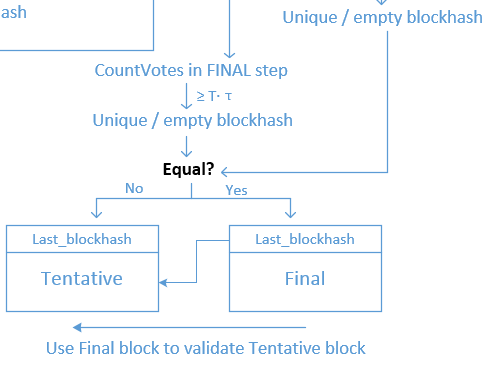 ash
Unique / empty blockhash
CountVotes in FINAL step
≥ T· τ
Unique / empty blockhash
Equal?
No
Yes
Last_blockhash
Last_blockhash
Tentative
Final
Use Final block to validate Tentative block